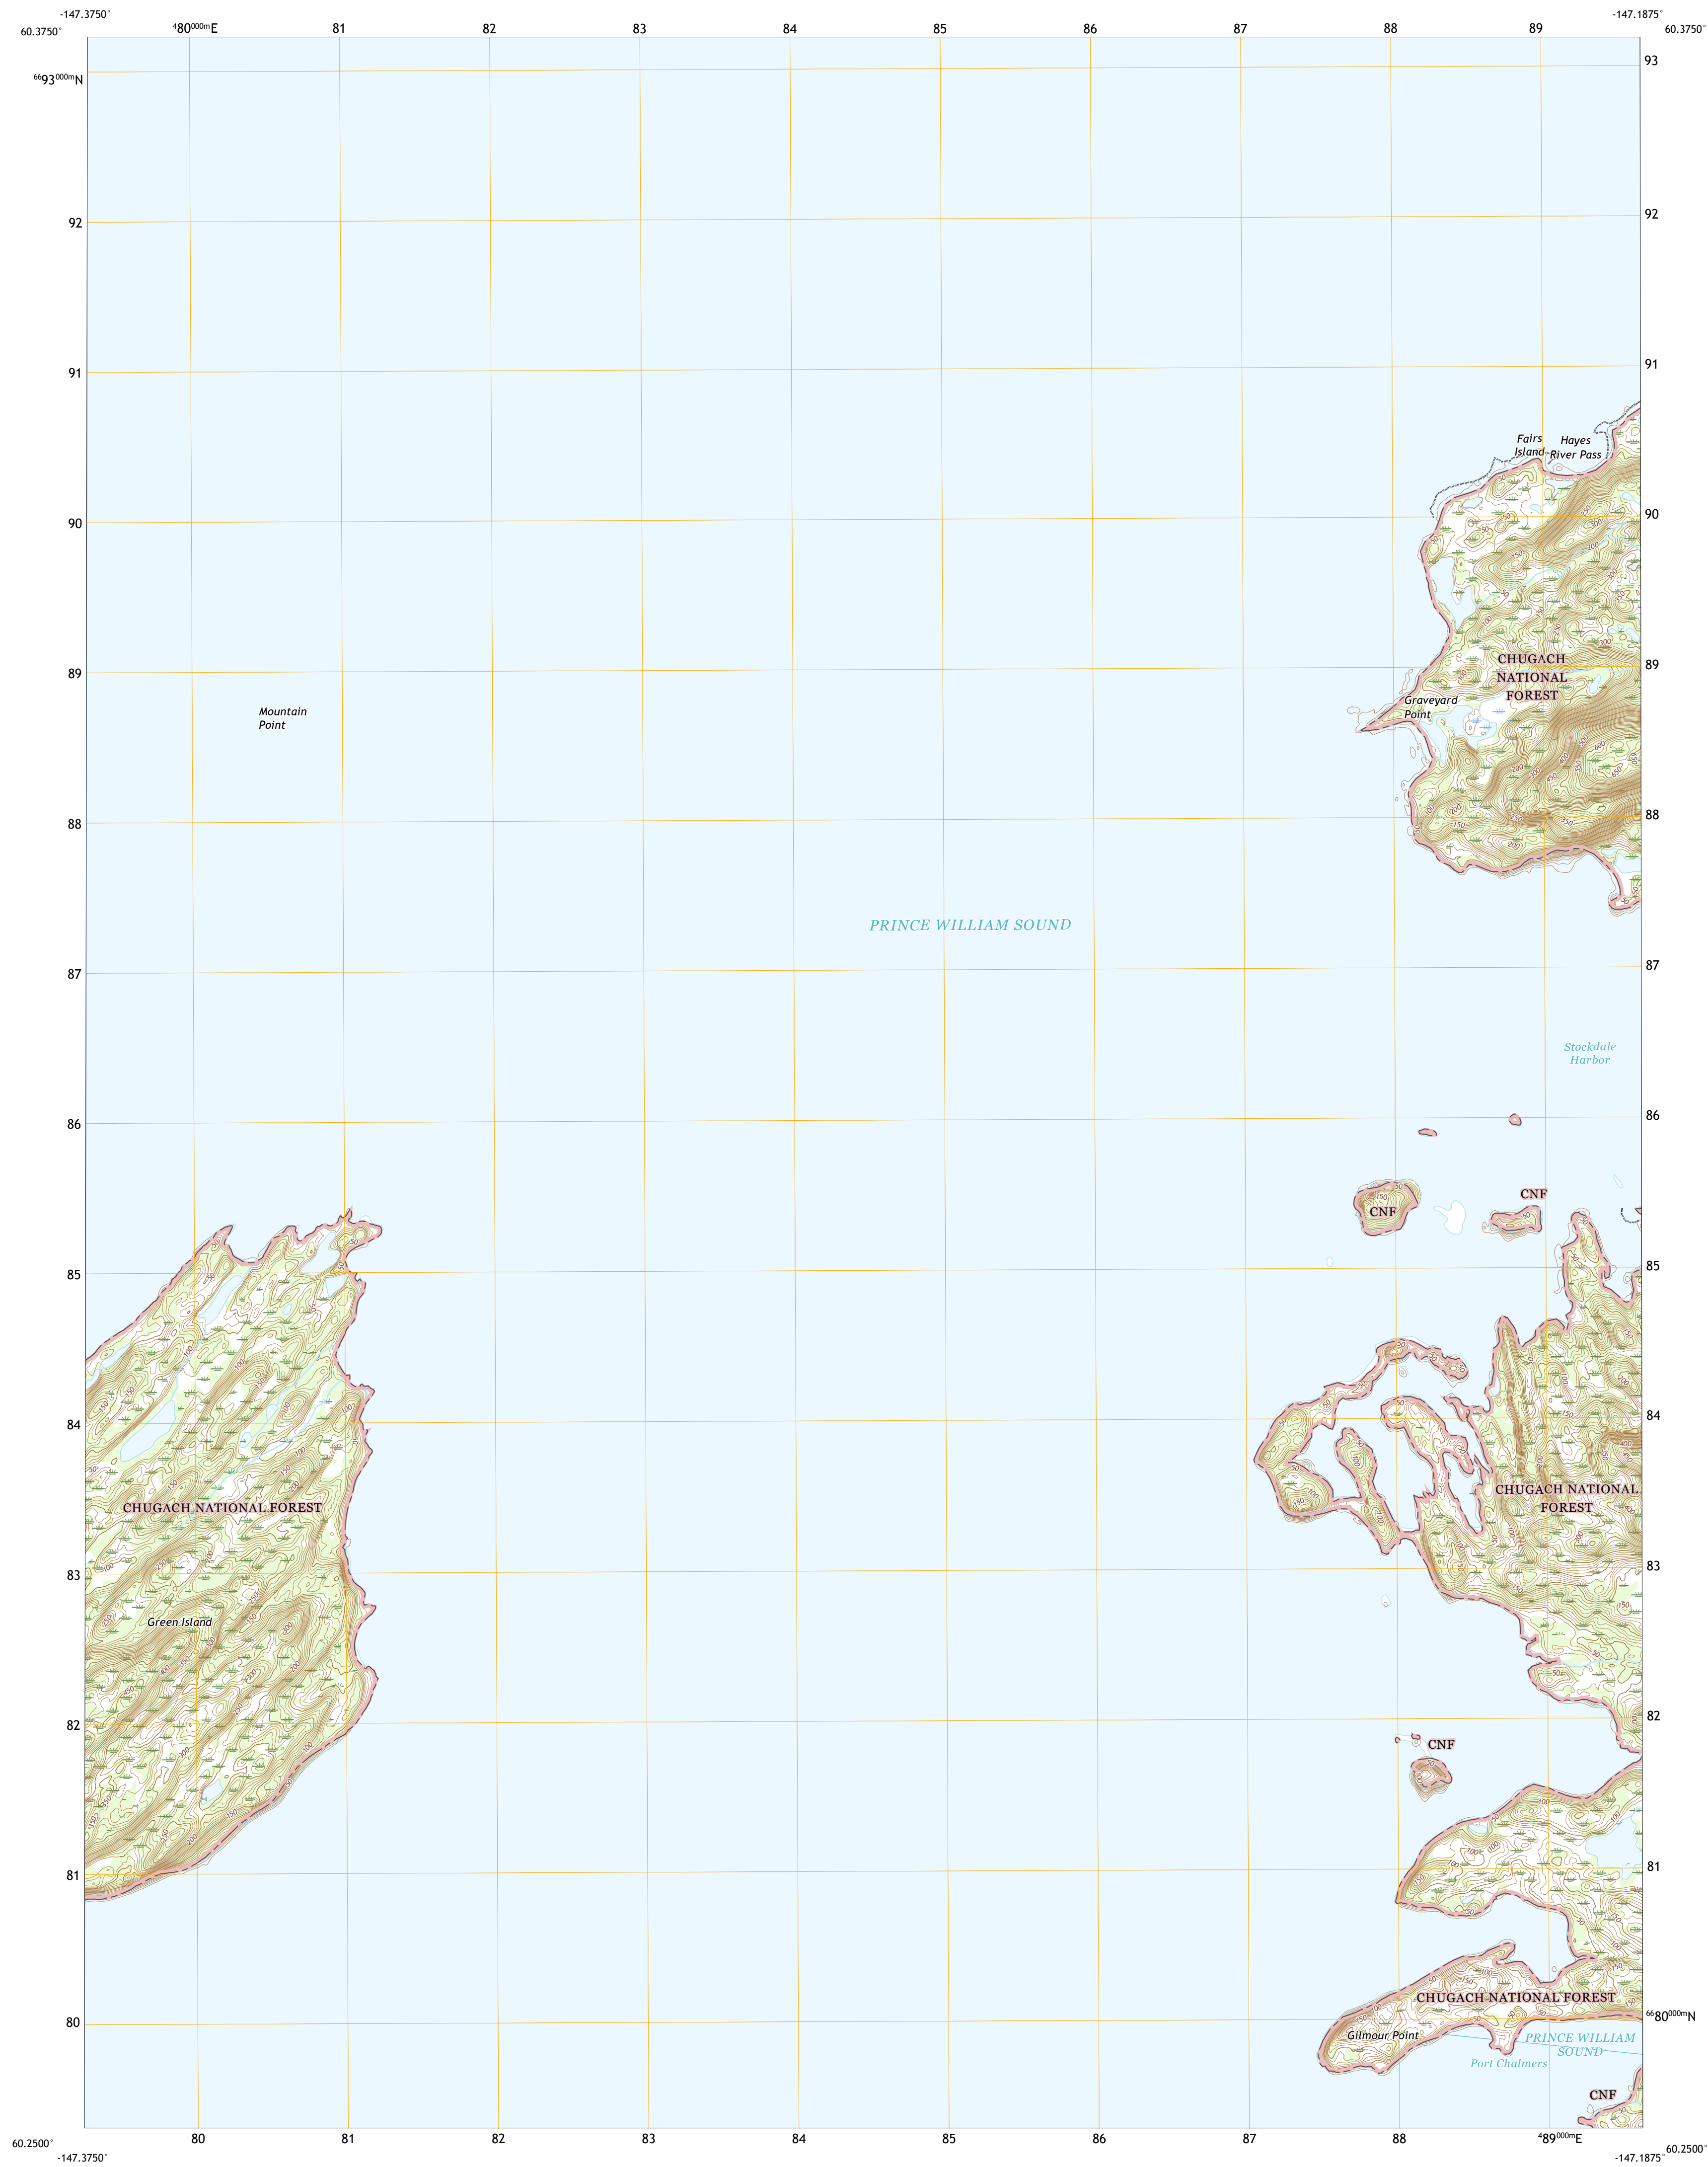 -147.3750°
-147.1875°
60.3750°
⁴80⁰⁰⁰ᵐE
81
82
83
84
85
86
87
88
89
60.3750°
⁶⁶93⁰⁰⁰ᵐN
93
92
92
91
91
Fairs
Island
Hayes
River Pass
90
90
CHUGACH
NATIONAL
FOREST
89
89
Graveyard
Point
Mountain
Point
88
88
PRINCE WILLIAM SOUND
87
87
Stockdale
Harbor
86
86
CNF
CNF
85
85
84
84
CHUGACH NATIONAL FOREST
CHUGACH NATIONAL
FOREST
83
83
Green Island
82
82
CNF
81
81
CHUGACH NATIONAL FOREST
80
⁶⁶80⁰⁰⁰ᵐN
Gilmour Point
PRINCE WILLIAM
SOUND
Port Chalmers
CNF
60.2500°
80
81
82
83
84
85
86
87
88
⁴89⁰⁰⁰ᵐE
60.2500°
-147.3750°
-147.1875°